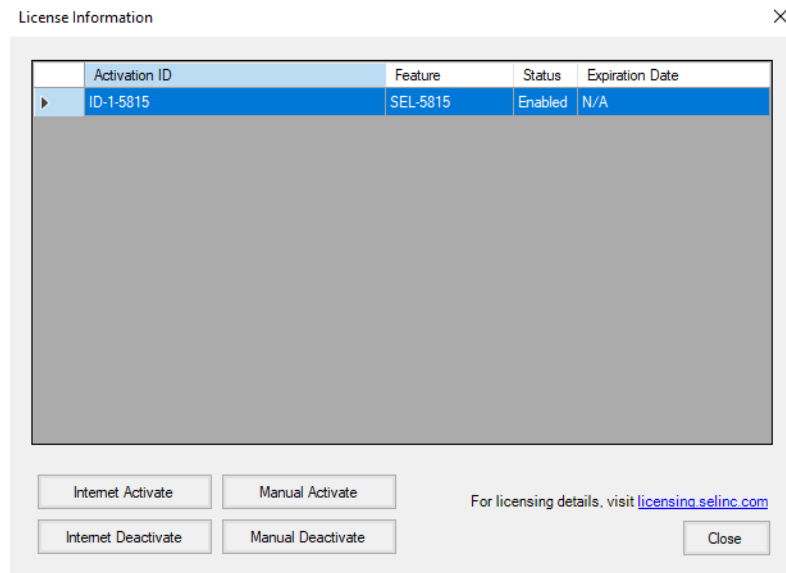 License Information
Activation ID Feature Status Expiration Date
ID-1-5815 SEL-5815 Enabled N/A
Internet Activate Manual Activate
For licensing details, visit licensing.selinc.com
Internet Deactivate Manual Deactivate Close